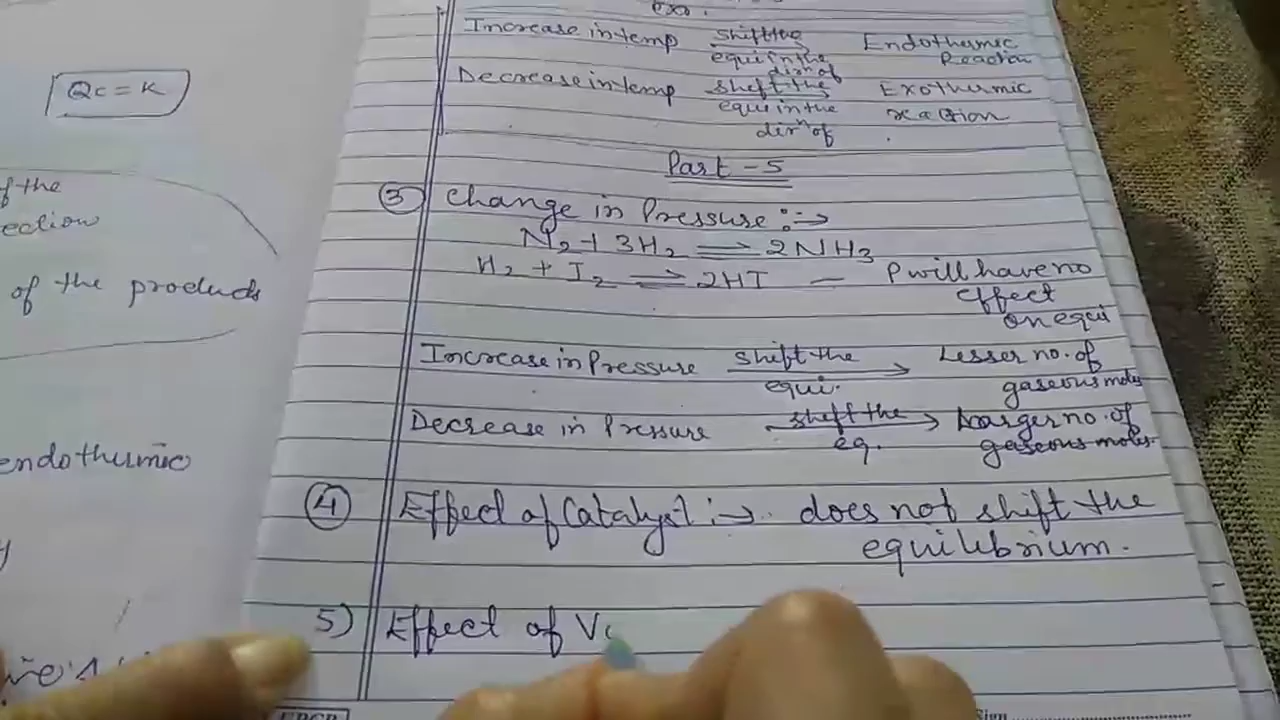 Qc = K
f the
ection
of the products
endothermic
exo.
Increase in temp shift the equi in the dirn of Endothermic Reaction
Decrease in temp sheft the equi in the dirn of Exothermic reaction
Part - 5
③ Change in Pressure :→
N2 + 3H2 ⇌ 2NH3
H2 + I2 ⇌ 2HI — P will have no effect on equi
Increase in Pressure shift the equi. → Lesser no. of gaseous moles
Decrease in Pressure sheft the eq. → Larger no. of gaseous moles
④ Effect of Catalyst :→ does not shift the
equilibrium.
5) Effect of Vo